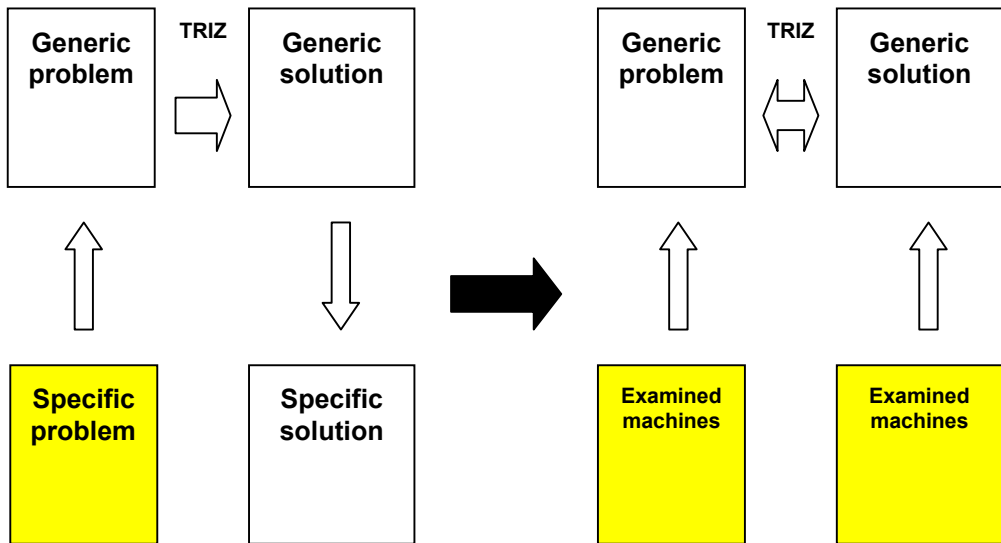 Generic
problem
TRIZ
Generic
solution
Generic
problem
TRIZ
Generic
solution
Specific
problem
Specific
solution
Examined
machines
Examined
machines